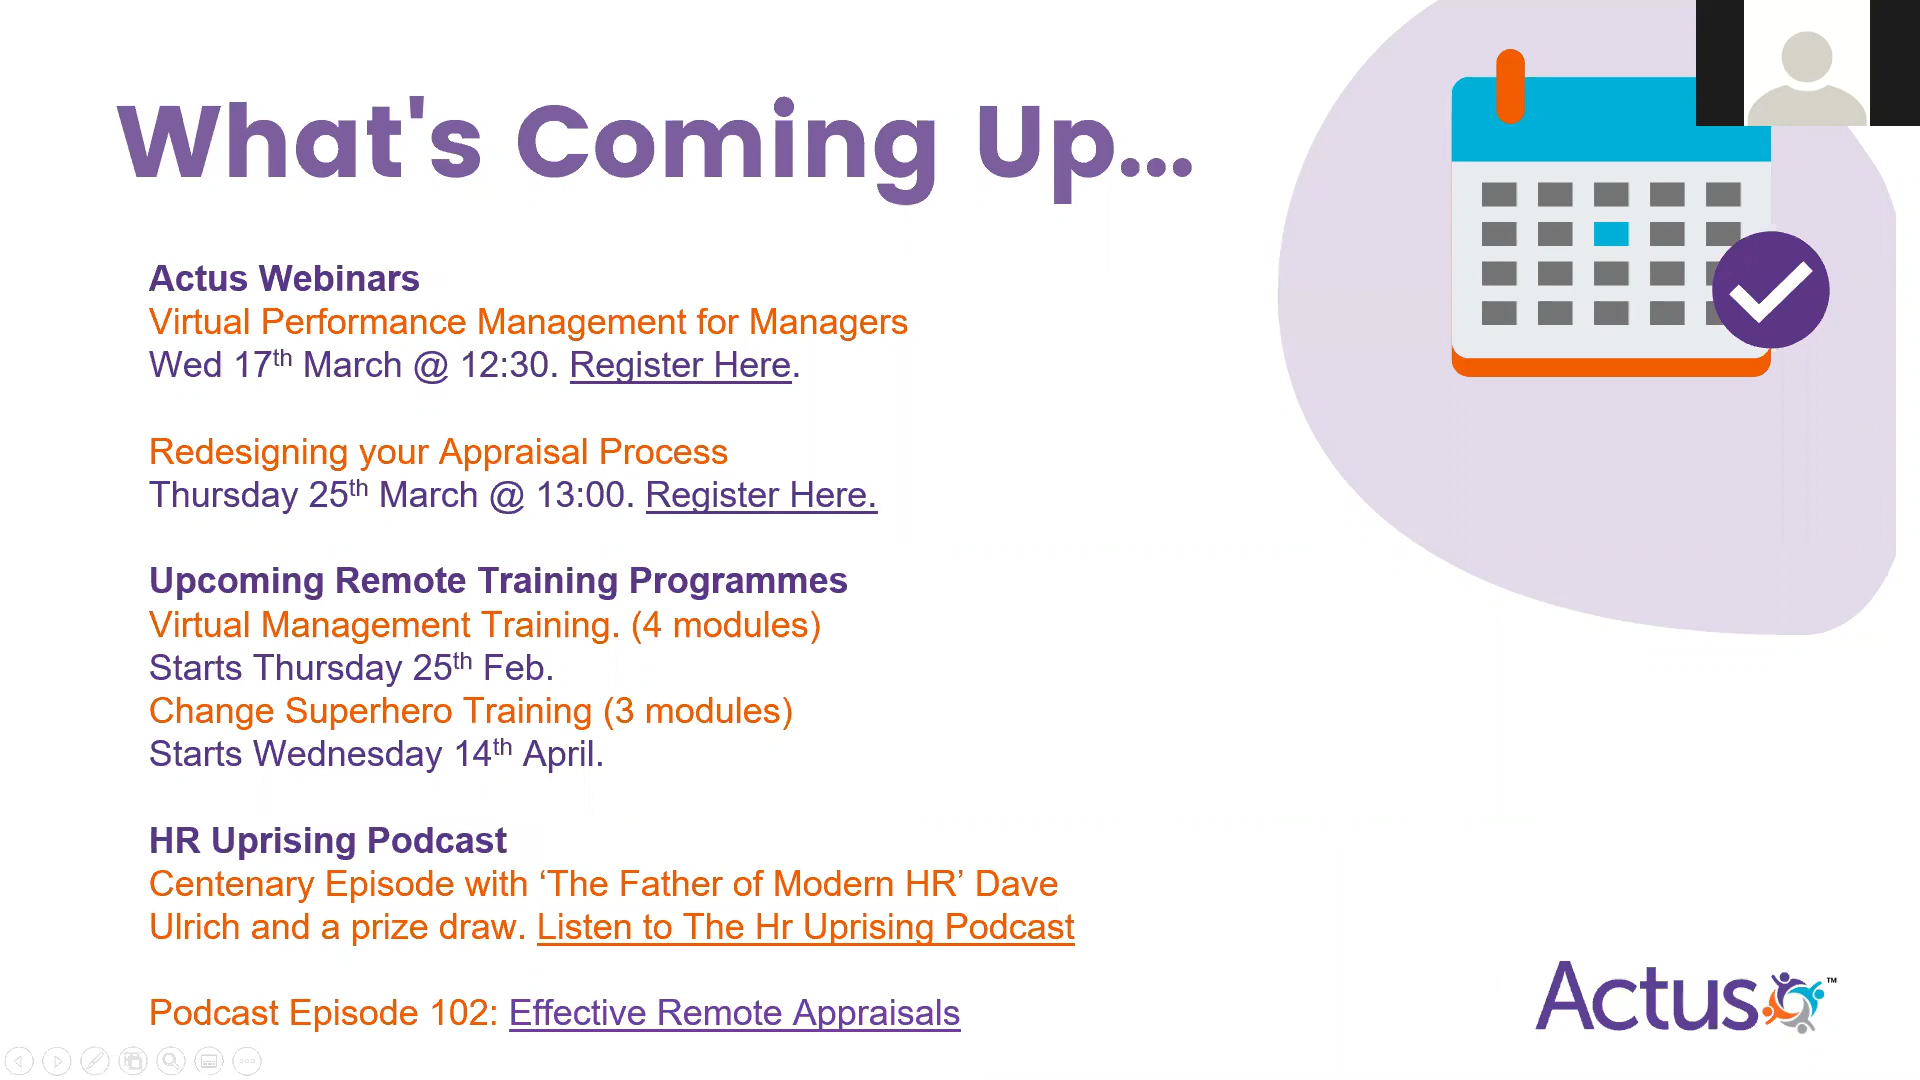 What's Coming Up...
Actus Webinars
Virtual Performance Management for Managers
Wed 17th March @ 12:30. Register Here.
Redesigning your Appraisal Process
Thursday 25th March @ 13:00. Register Here.
Upcoming Remote Training Programmes
Virtual Management Training. (4 modules)
Starts Thursday 25th Feb.
Change Superhero Training (3 modules)
Starts Wednesday 14th April.
HR Uprising Podcast
Centenary Episode with ‘The Father of Modern HR’ Dave
Ulrich and a prize draw. Listen to The Hr Uprising Podcast
Podcast Episode 102: Effective Remote Appraisals
Actus™